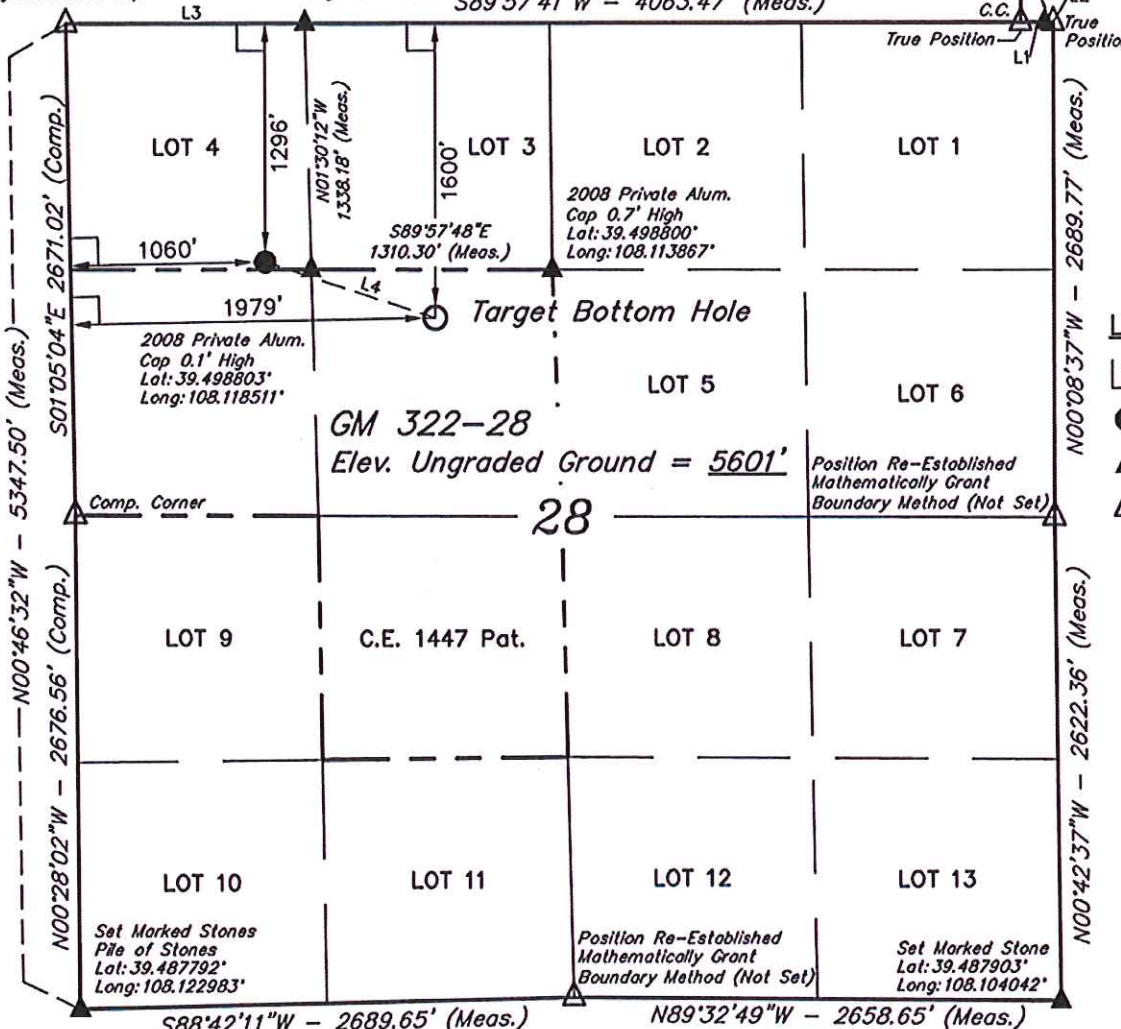 S89°57'41"W - 4063.47' (Meas.)
L3
C.C.
True
True Position
L1
LOT 4
1296'
N01°30'12"W
1338.18' (Meas.)
1600'
LOT 3
LOT 2
LOT 1
2008 Private Alum.
Cap 0.7' High
Lat: 39.498800°
Long: 108.113867°
S89°57'48"E
1310.30' (Meas.)
1060'
L4
1979'
Target Bottom Hole
2008 Private Alum.
Cap 0.1' High
Lat: 39.498803°
Long: 108.118511°
S01°05'04"E 2671.02' (Comp.)
N00°46'32"W - 5347.50' (Meas.)
N00°08'37"W - 2689.77' (Meas.)
LOT 5
LOT 6
GM 322-28
Elev. Ungraded Ground = 5601'
Position Re-Established
Mathematically Grant
Boundary Method (Not Set)
Comp. Corner
28
N00°28'02"W - 2676.56' (Comp.)
N00°42'37"W - 2622.36' (Meas.)
LOT 9
C.E. 1447 Pat.
LOT 8
LOT 7
LOT 10
LOT 11
LOT 12
LOT 13
Set Marked Stones
Pile of Stones
Lat: 39.487792°
Long: 108.122983°
Position Re-Established
Mathematically Grant
Boundary Method (Not Set)
Set Marked Stone
Lat: 39.487903°
Long: 108.104042°
S88°42'11"W - 2689.65' (Meas.)
N89°32'49"W - 2658.65' (Meas.)